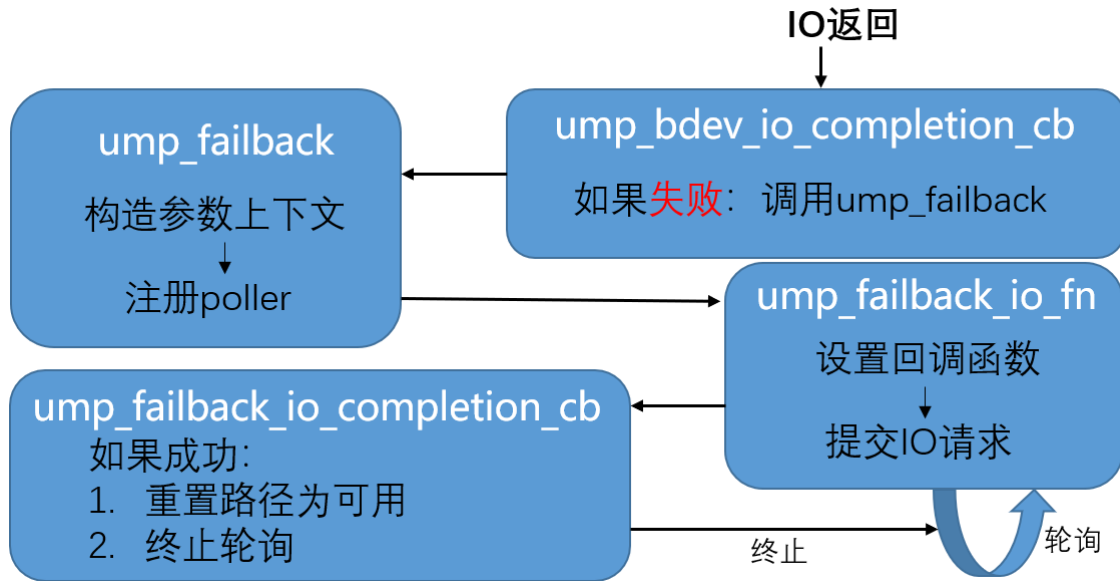 IO返回
ump_bdev_io_completion_cb
如果失败：调用ump_failback
ump_failback
构造参数上下文
注册poller
ump_failback_io_fn
设置回调函数
提交IO请求
轮询
ump_failback_io_completion_cb
如果成功：
1. 重置路径为可用
2. 终止轮询
终止